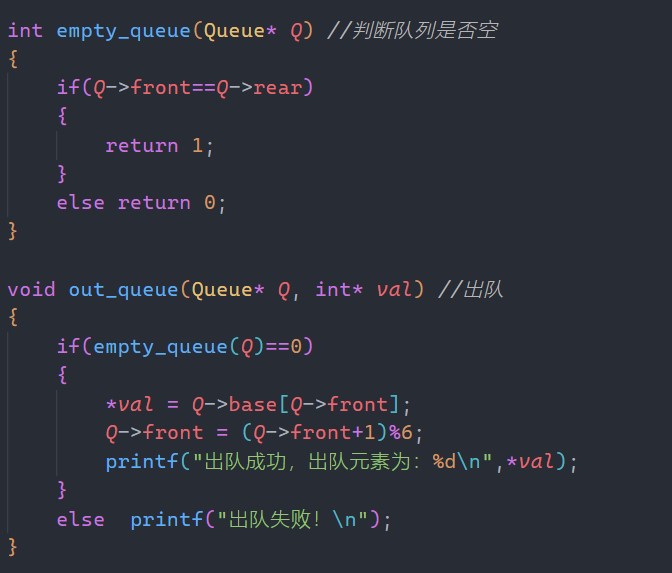 int empty_queue(Queue* Q) //判断队列是否空
{
    if(Q->front==Q->rear)
    {
        return 1;
    }
    else return 0;
}

void out_queue(Queue* Q, int* val) //出队
{
    if(empty_queue(Q)==0)
    {
        *val = Q->base[Q->front];
        Q->front = (Q->front+1)%6;
        printf("出队成功，出队元素为：%d\n",*val);
    }
    else  printf("出队失败！\n");
}